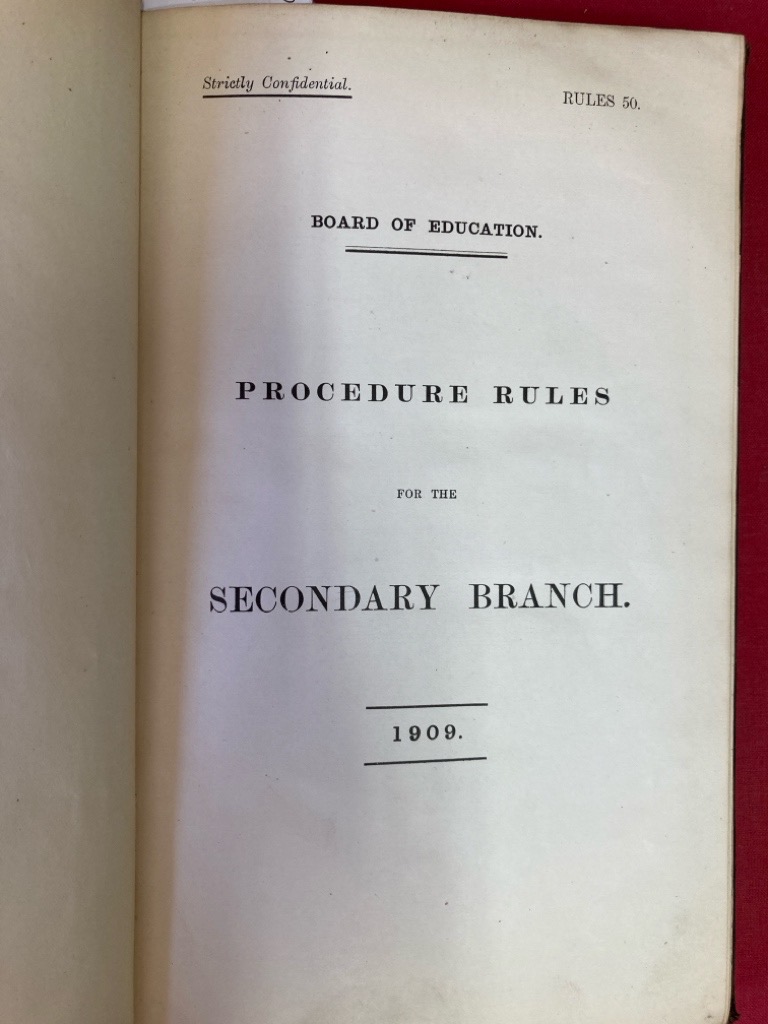 Strictly Confidential.
RULES 50.
BOARD OF EDUCATION.
PROCEDURE RULES
FOR THE
SECONDARY BRANCH.
1909.